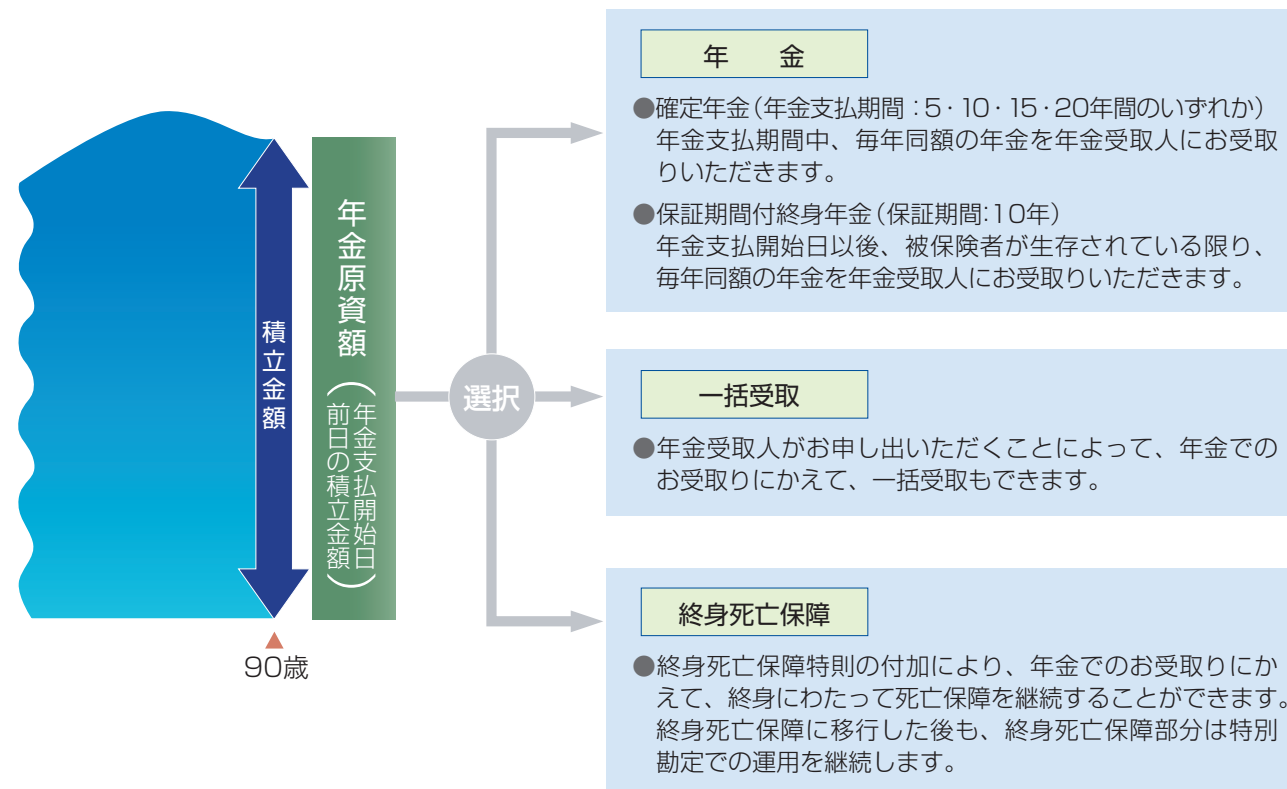 積立金額
90歳
年金原資額
（年金支払開始日
前日の積立金額）
選択
年　金
●確定年金（年金支払期間：5・10・15・20年間のいずれか）
年金支払期間中、毎年同額の年金を年金受取人にお受取
りいただきます。
●保証期間付終身年金（保証期間:10年）
年金支払開始日以後、被保険者が生存されている限り、
毎年同額の年金を年金受取人にお受取りいただきます。
一括受取
●年金受取人がお申し出いただくことによって、年金での
お受取りにかえて、一括受取もできます。
終身死亡保障
●終身死亡保障特則の付加により、年金でのお受取りにか
えて、終身にわたって死亡保障を継続することができます。
終身死亡保障に移行した後も、終身死亡保障部分は特別
勘定での運用を継続します。